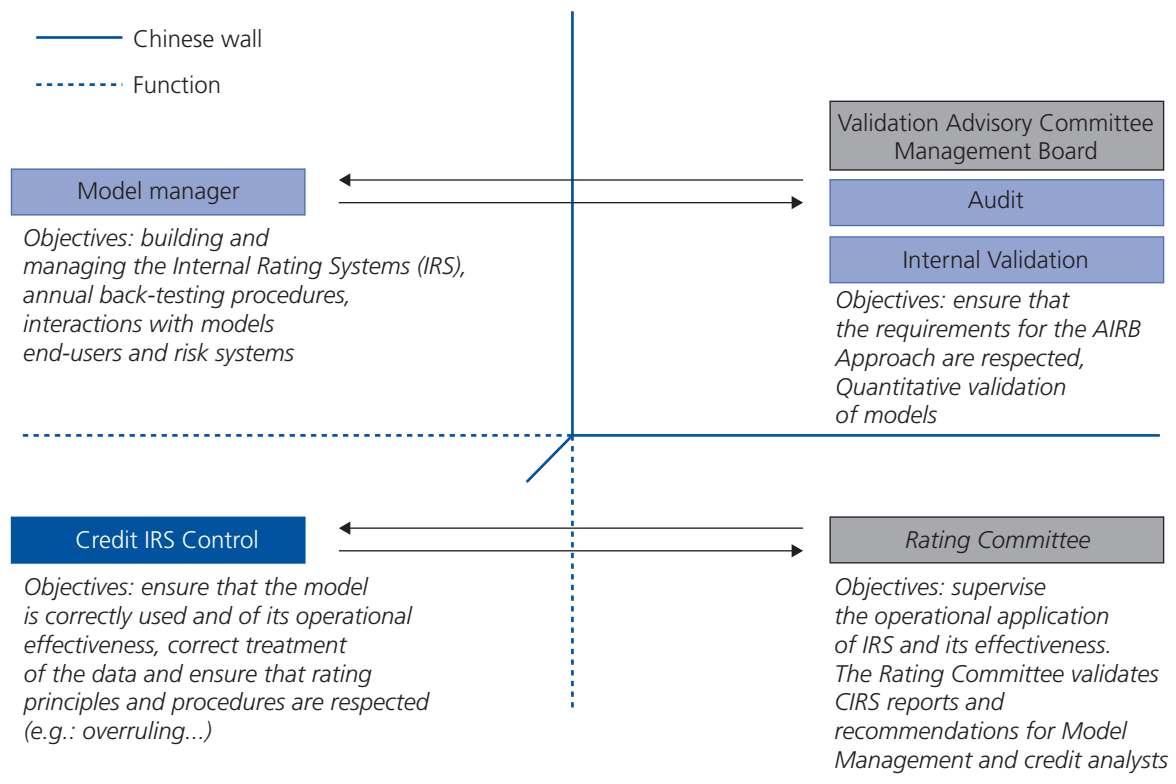 Chinese wall
Function
Validation Advisory Committee
Management Board
Model manager
Audit
Internal Validation
Objectives: building and
managing the Internal Rating Systems (IRS),
annual back-testing procedures,
interactions with models
end-users and risk systems
Objectives: ensure that
the requirements for the AIRB
Approach are respected,
Quantitative validation
of models
Credit IRS Control
Rating Committee
Objectives: ensure that the model
is correctly used and of its operational
effectiveness, correct treatment
of the data and ensure that rating
principles and procedures are respected
(e.g.: overruling...)
Objectives: supervise
the operational application
of IRS and its effectiveness.
The Rating Committee validates
CIRS reports and
recommendations for Model
Management and credit analysts